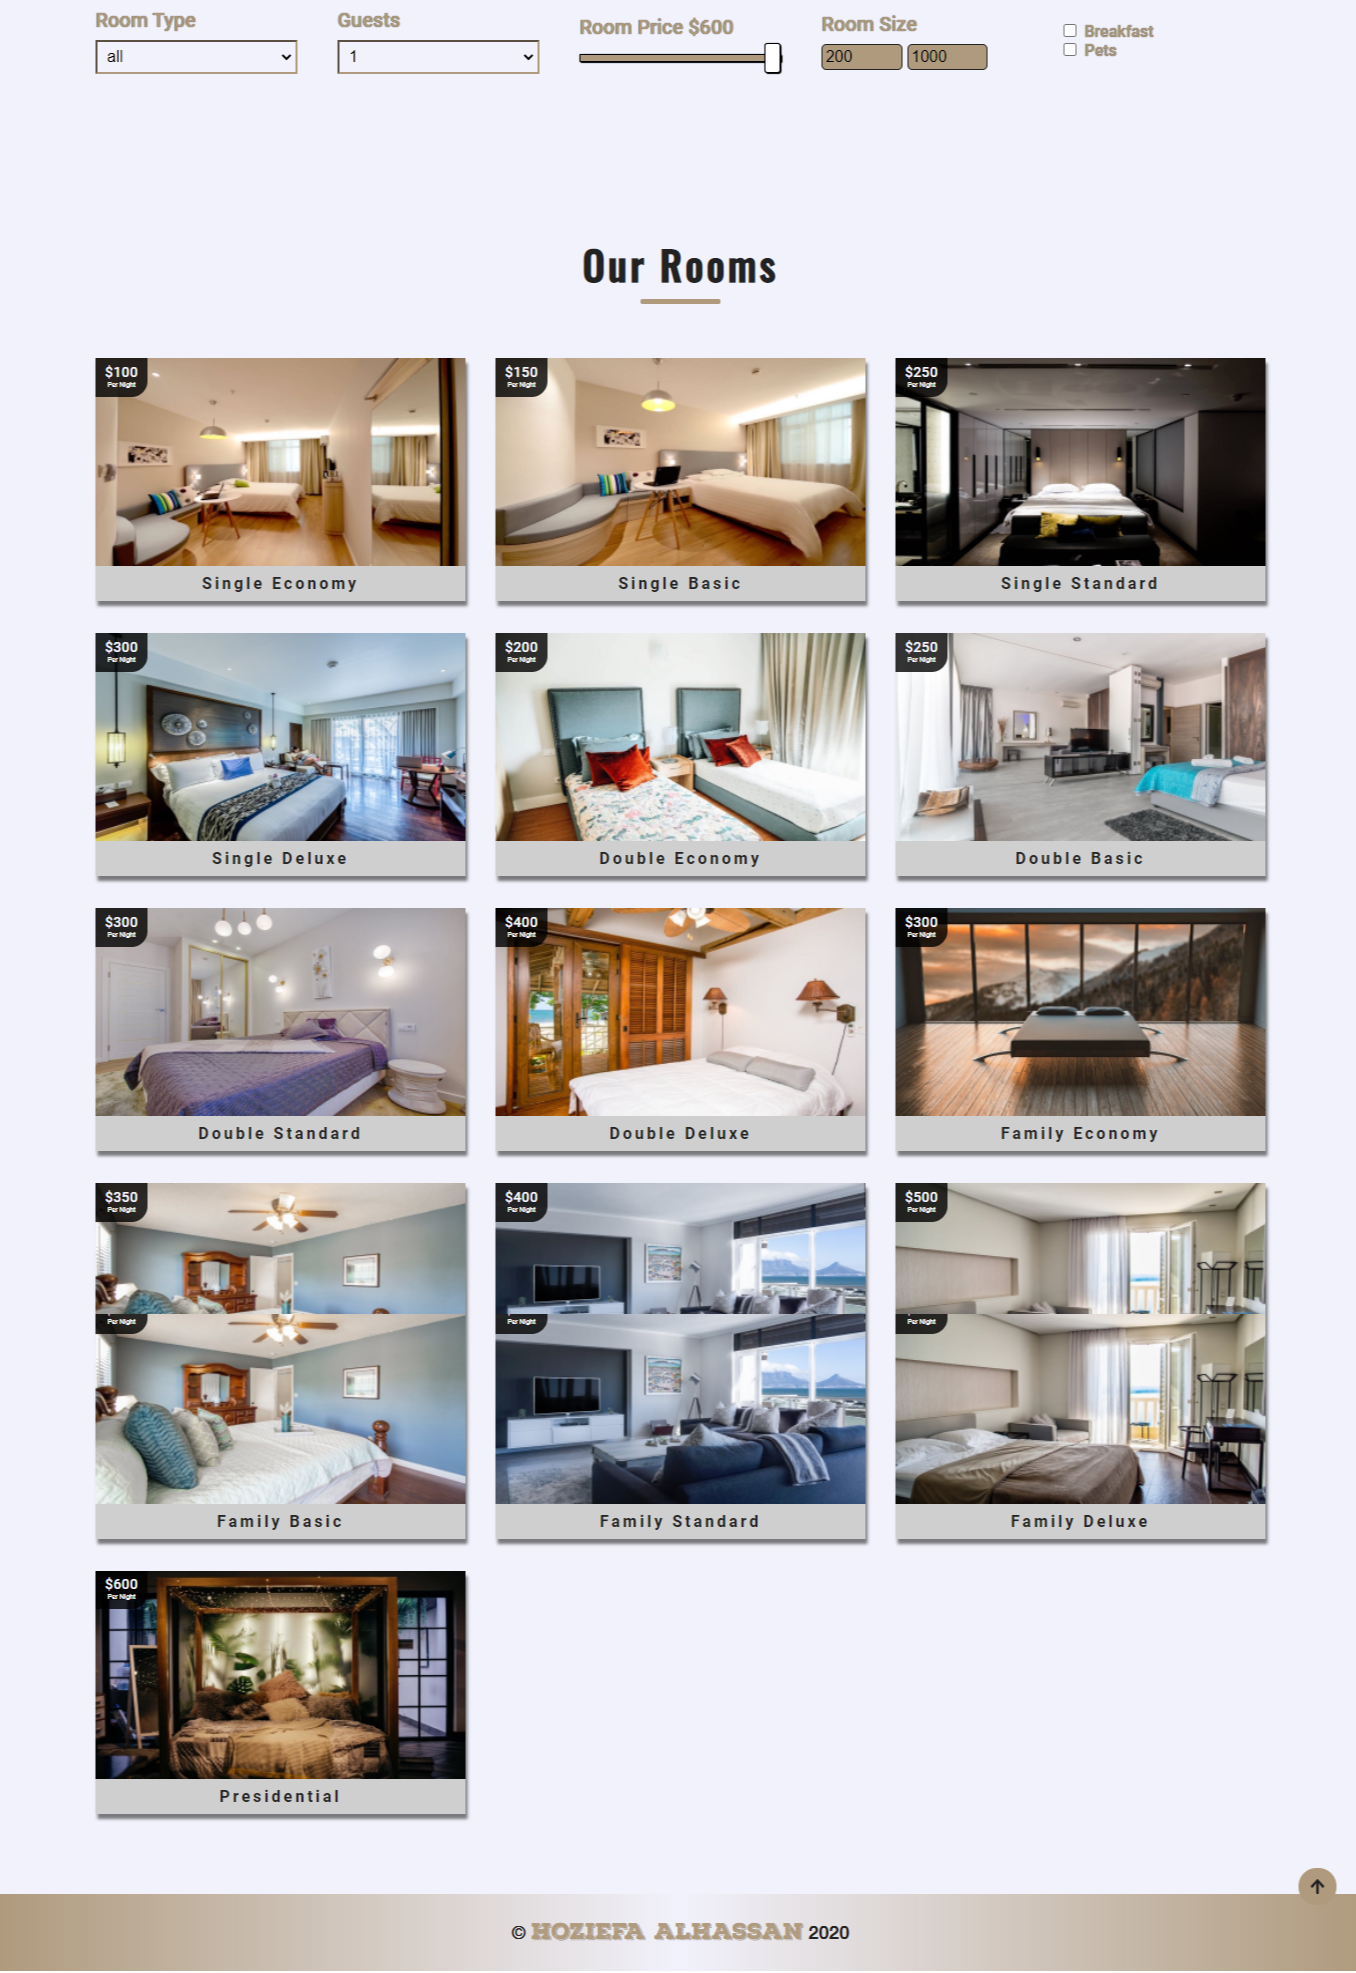 Room Type
Guests
Room Price $600
Room Size
all
1
200
1000
Breakfast
Pets
Our Rooms
$100
Per Night
$150
Per Night
$250
Per Night
Single Economy
Single Basic
Single Standard
$300
Per Night
$200
Per Night
$250
Per Night
Single Deluxe
Double Economy
Double Basic
$300
Per Night
$400
Per Night
$300
Per Night
Double Standard
Double Deluxe
Family Economy
$350
Per Night
$400
Per Night
$500
Per Night
Per Night
Per Night
Per Night
Family Basic
Family Standard
Family Deluxe
$600
Per Night
Presidential
© HOZIEFA ALHASSAN 2020